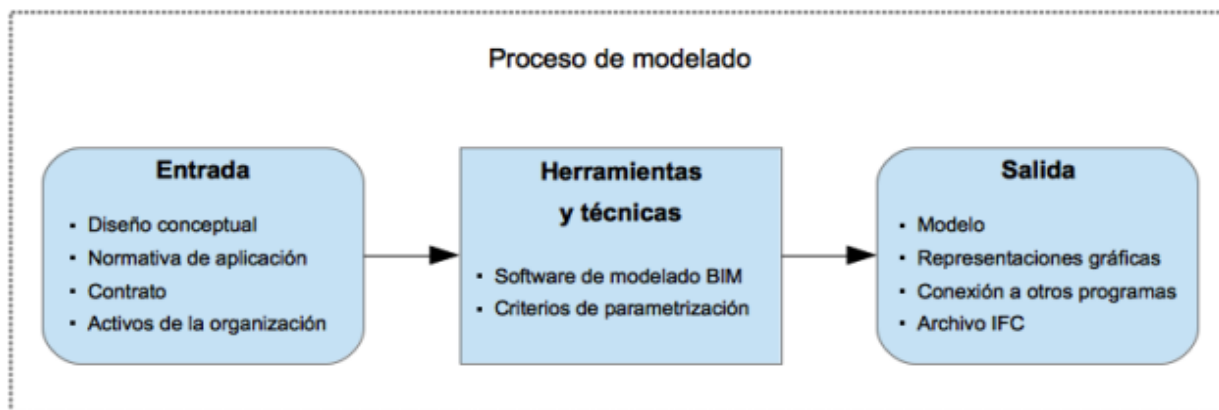 Proceso de modelado
Entrada
▪ Diseño conceptual
▪ Normativa de aplicación
▪ Contrato
▪ Activos de la organización
Herramientas
y técnicas
▪ Software de modelado BIM
▪ Criterios de parametrización
Salida
▪ Modelo
▪ Representaciones gráficas
▪ Conexión a otros programas
▪ Archivo IFC